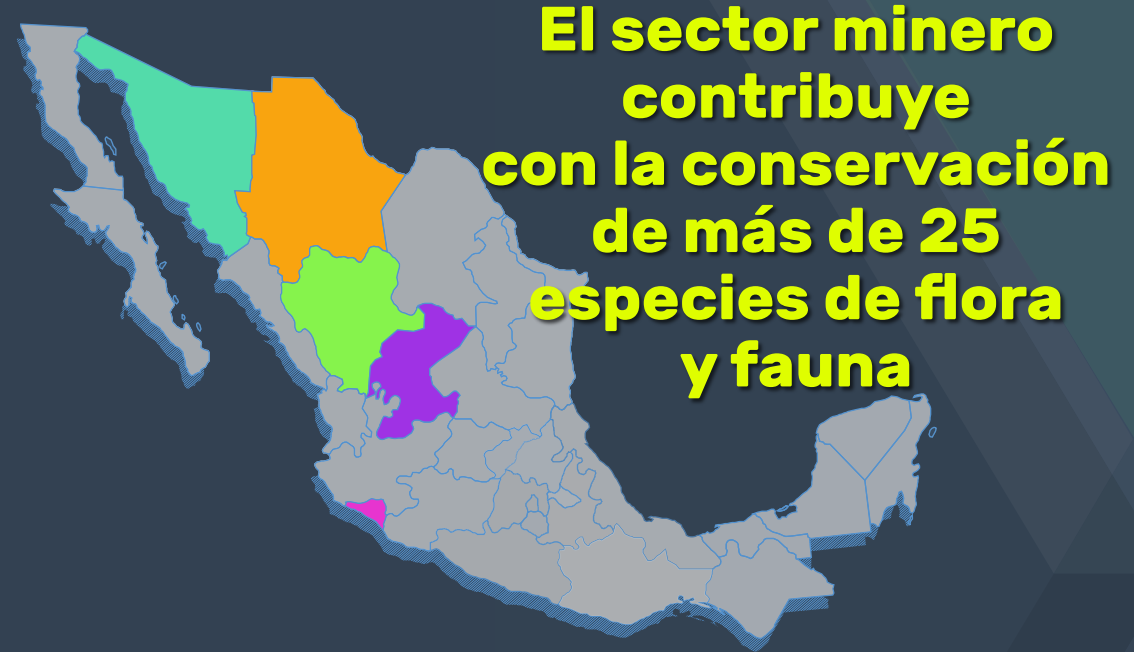 El sector minero
contribuye
con la conservación
de más de 25
especies de flora
y fauna